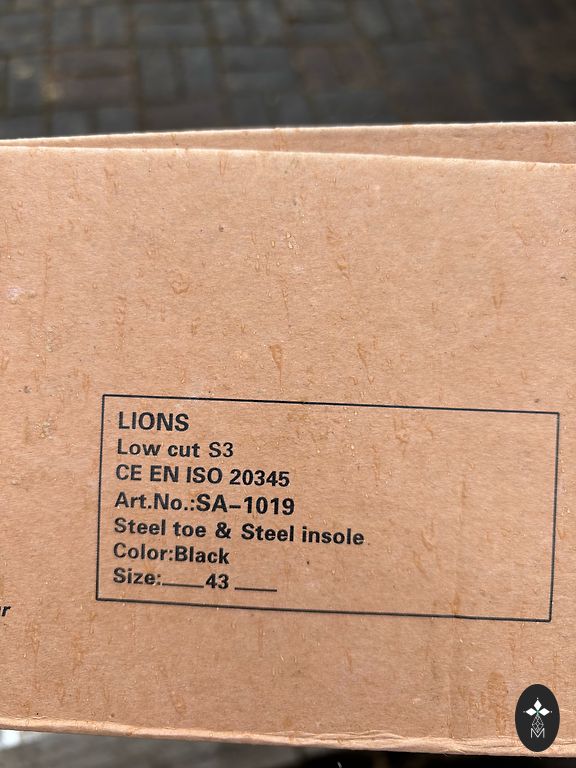 LIONS
Low cut S3
CE EN ISO 20345
Art.No.:SA-1019
Steel toe & Steel insole
Color:Black
Size:____43____